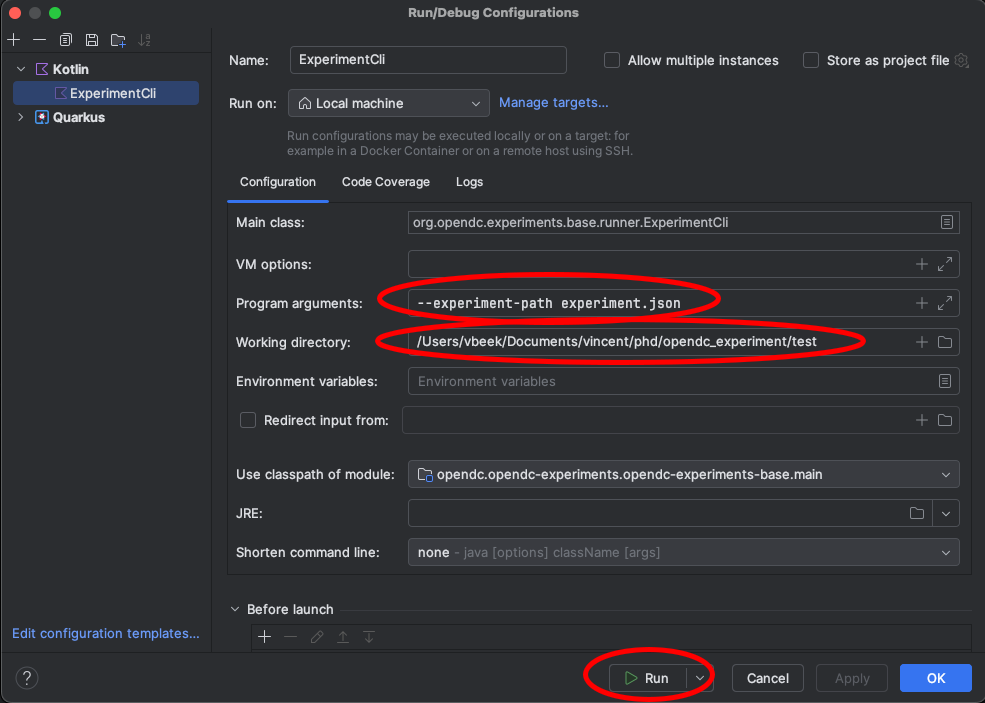 Run/Debug Configurations
Kotlin
ExperimentCli
Quarkus
Edit configuration templates...
Name:
ExperimentCli
Allow multiple instances
Store as project file
Run on:
Local machine
Manage targets...
Run configurations may be executed locally or on a target: for
example in a Docker Container or on a remote host using SSH.
Configuration
Code Coverage
Logs
Main class:
org.opendc.experiments.base.runner.ExperimentCli
VM options:
Program arguments:
--experiment-path experiment.json
Working directory:
/Users/vbeek/Documents/vincent/phd/opendc_experiment/test
Environment variables:
Environment variables
Redirect input from:
Use classpath of module:
opendc.opendc-experiments.opendc-experiments-base.main
JRE:
Shorten command line:
none - java [options] className [args]
Before launch
?
Run
Cancel
Apply
OK